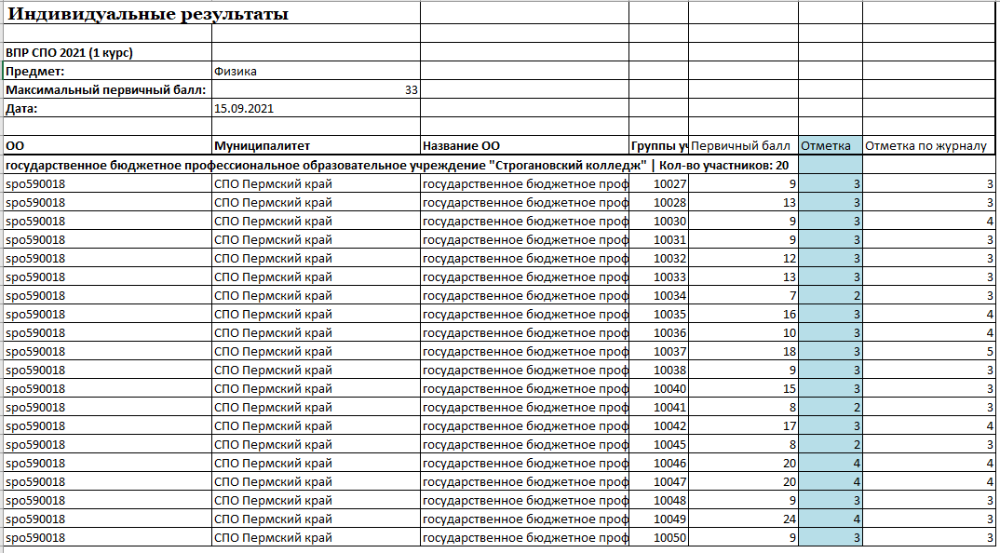 Индивидуальные результаты
ВПР СПО 2021 (1 курс)
Предмет: Физика
Максимальный первичный балл: 33
Дата: 15.09.2021
ОО Муниципалитет Название ОО Группы уч Первичный балл Отметка Отметка по журналу
государственное бюджетное профессиональное образовательное учреждение "Строгановский колледж" | Кол-во участников: 20
spo590018 СПО Пермский край государственное бюджетное проф 10027 9 3 3
spo590018 СПО Пермский край государственное бюджетное проф 10028 13 3 3
spo590018 СПО Пермский край государственное бюджетное проф 10030 9 3 4
spo590018 СПО Пермский край государственное бюджетное проф 10031 9 3 3
spo590018 СПО Пермский край государственное бюджетное проф 10032 12 3 3
spo590018 СПО Пермский край государственное бюджетное проф 10033 13 3 3
spo590018 СПО Пермский край государственное бюджетное проф 10034 7 2 3
spo590018 СПО Пермский край государственное бюджетное проф 10035 16 3 4
spo590018 СПО Пермский край государственное бюджетное проф 10036 10 3 4
spo590018 СПО Пермский край государственное бюджетное проф 10037 18 3 5
spo590018 СПО Пермский край государственное бюджетное проф 10038 9 3 3
spo590018 СПО Пермский край государственное бюджетное проф 10040 15 3 3
spo590018 СПО Пермский край государственное бюджетное проф 10041 8 2 3
spo590018 СПО Пермский край государственное бюджетное проф 10042 17 3 4
spo590018 СПО Пермский край государственное бюджетное проф 10045 8 2 3
spo590018 СПО Пермский край государственное бюджетное проф 10046 20 4 4
spo590018 СПО Пермский край государственное бюджетное проф 10047 20 4 4
spo590018 СПО Пермский край государственное бюджетное проф 10048 9 3 3
spo590018 СПО Пермский край государственное бюджетное проф 10049 24 4 3
spo590018 СПО Пермский край государственное бюджетное проф 10050 9 3 3